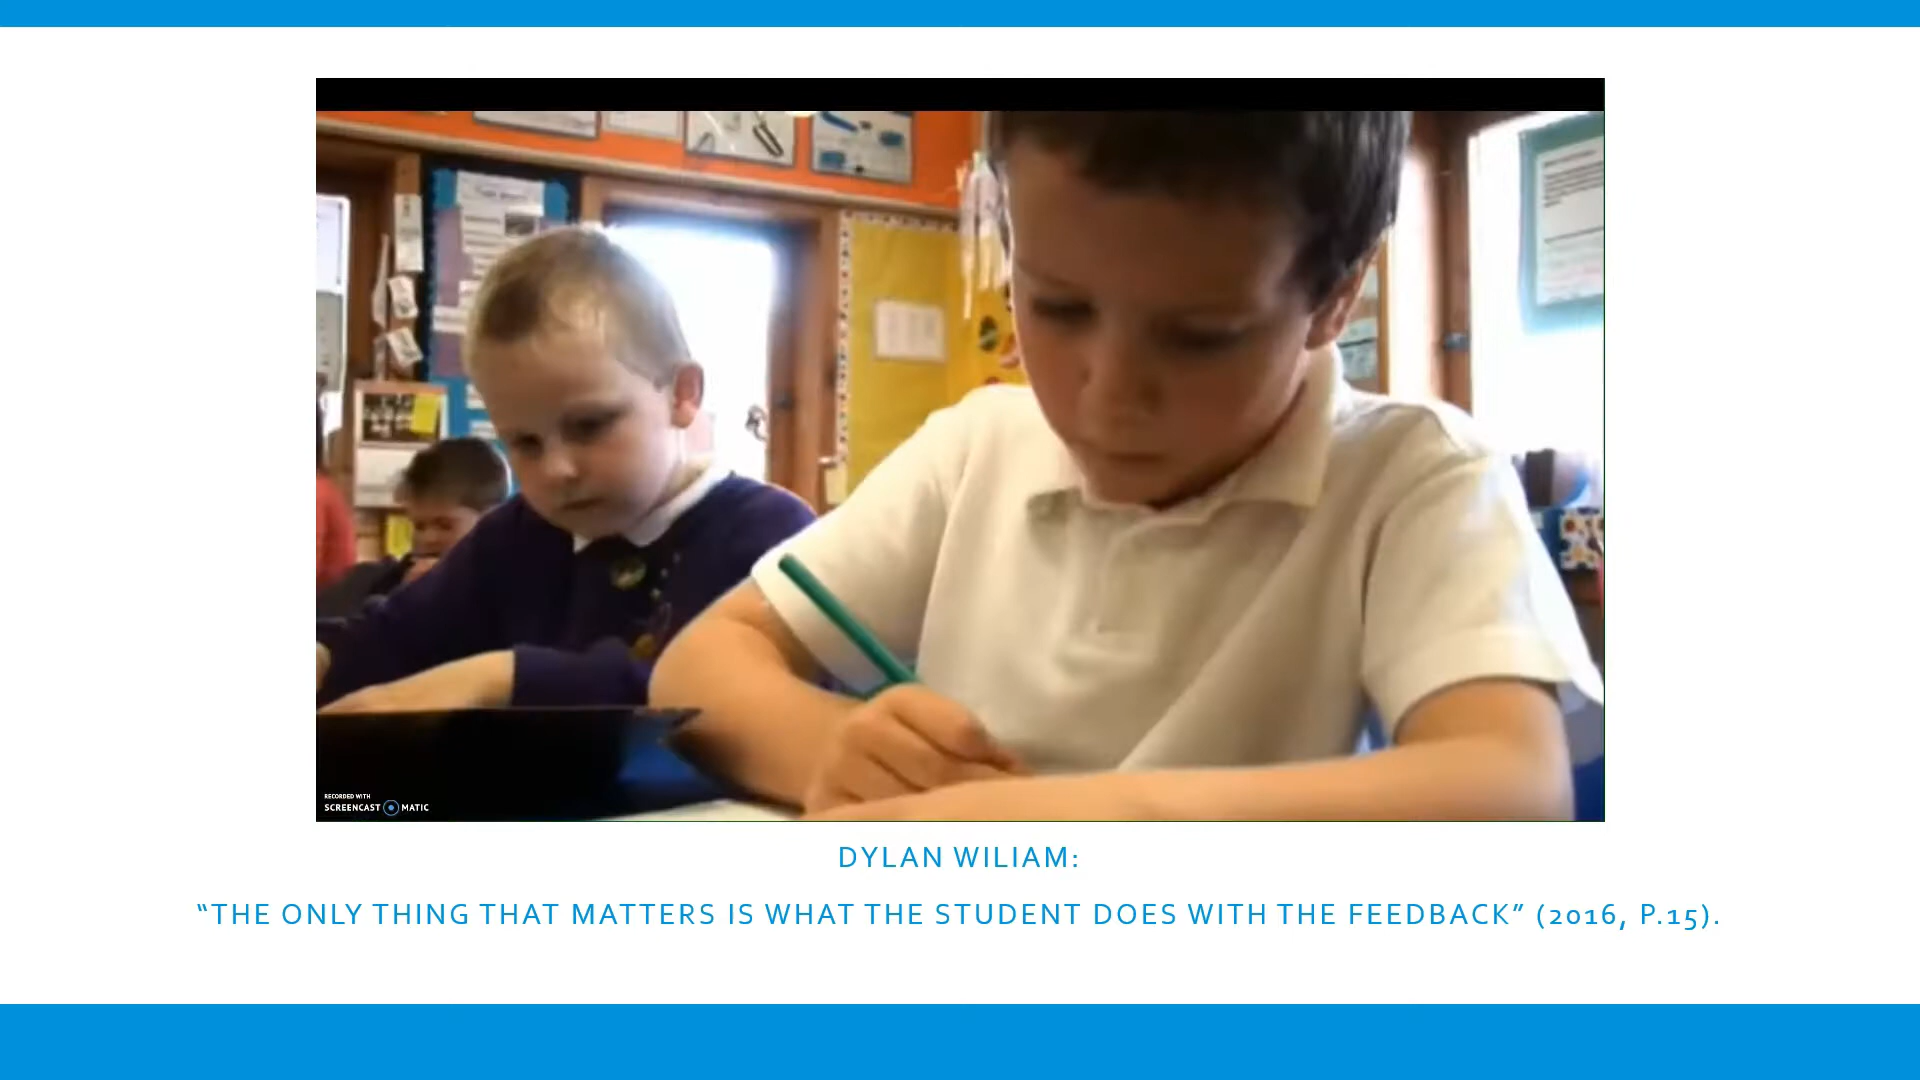 RECORDED WITH
SCREENCAST MATIC
DYLAN WILIAM:
“THE ONLY THING THAT MATTERS IS WHAT THE STUDENT DOES WITH THE FEEDBACK” (2016, P.15).